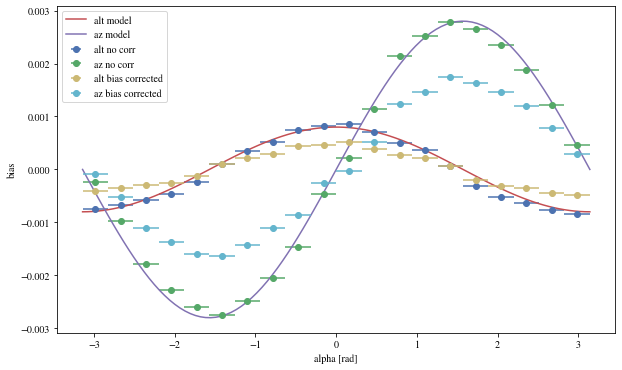 0.003
0.002
0.001
0.000
−0.001
−0.002
−0.003
bias
alt model
az model
alt no corr
az no corr
alt bias corrected
az bias corrected
−3 −2 −1 0 1 2 3
alpha [rad]